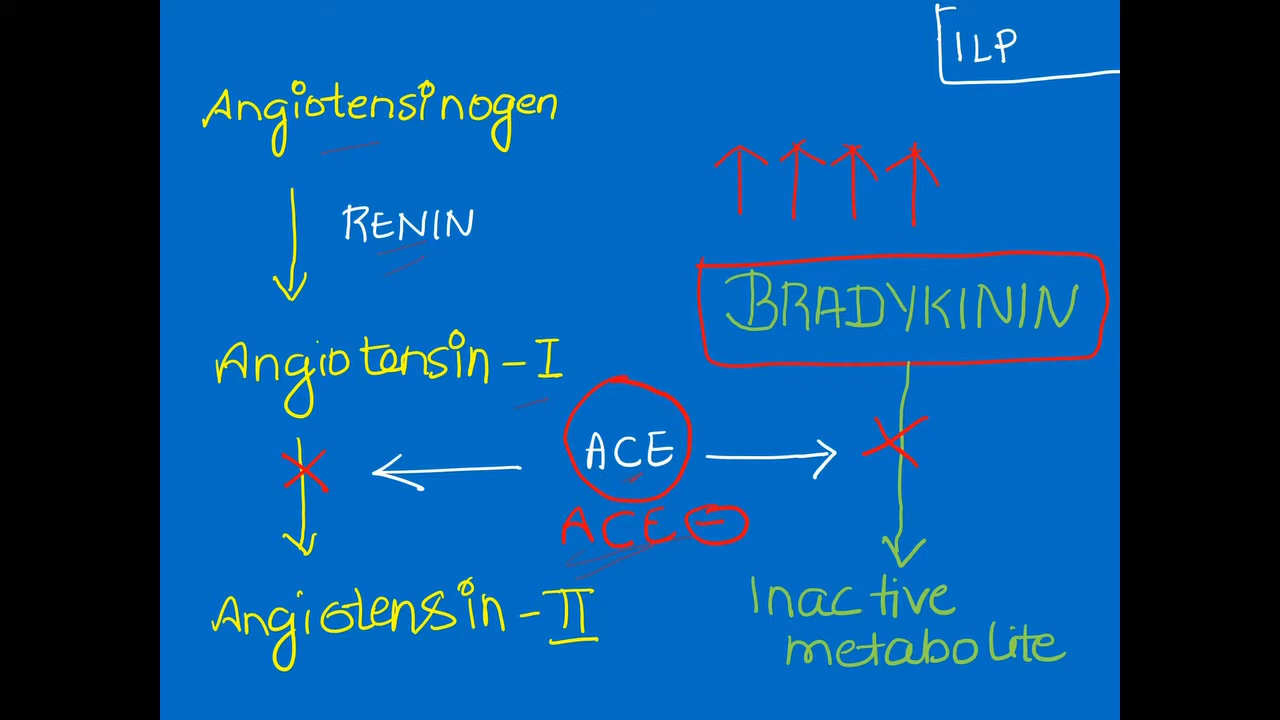 ILP
Angiotensinogen
RENIN
BRADYKININ
Angiotensin - I
ACE
ACE -
Angiotensin - II
Inactive
metabolite